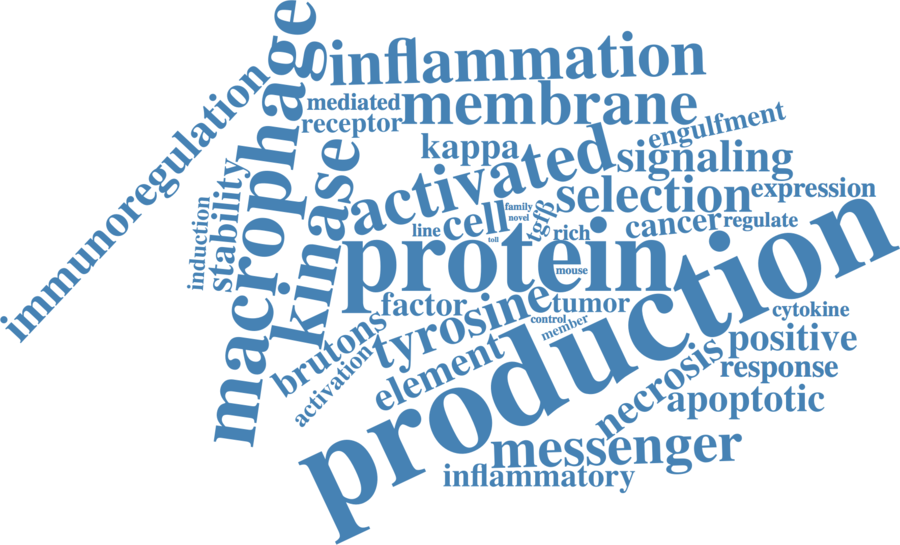 macrophage
inflammation
mediated
membrane
receptor
immunoregulation
engulfment
kappa
activated
signaling
kinase
selection
expression
stability
induction
family
novel
tgfβ
cell
line
toll
rich
cancer
regulate
protein
mouse
production
factor
tyrosine
tumor
control
member
cytokine
brutons
activation
element
necrosis
positive
response
apoptotic
messenger
inflammatory